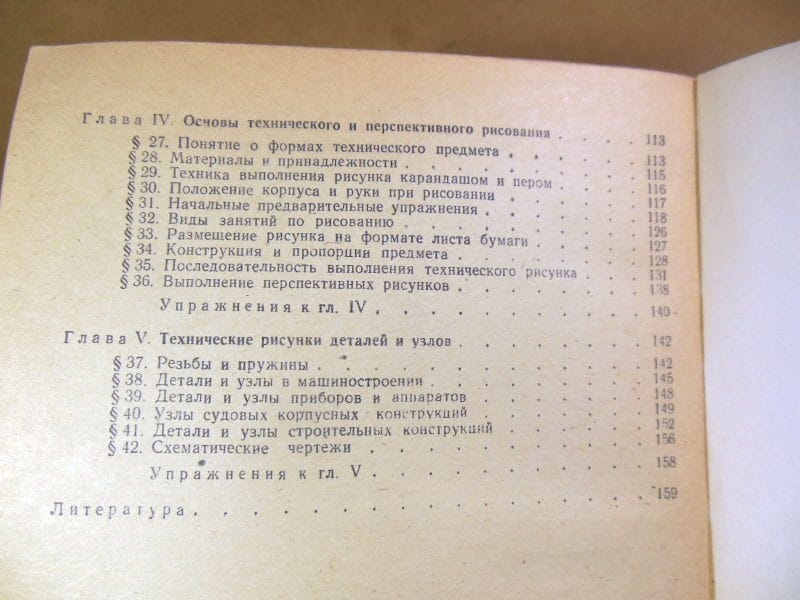 Глава IV. Основы технического и перспективного рисования . . . . 113
§ 27. Понятие о формах технического предмета . . . . . 113
§ 28. Материалы и принадлежности . . . . . . . . 115
§ 29. Техника выполнения рисунка карандашом и пером . . . . 116
§ 30. Положение корпуса и руки при рисовании . . . . . 117
§ 31. Начальные предварительные упражнения . . . . . . 118
§ 32. Виды занятий по рисованию . . . . . . . . 126
§ 33. Размещение рисунка на формате листа бумаги . . . . 127
§ 34. Конструкция и пропорции предмета . . . . . . 128
§ 35. Последовательность выполнения технического рисунка . . . 131
§ 36. Выполнение перспективных рисунков . . . . . . 138
Упражнения к гл. IV . . . . . . . . 140
Глава V. Технические рисунки деталей и узлов . . . . . . 142
§ 37. Резьбы и пружины . . . . . . . . . . 142
§ 38. Детали и узлы в машиностроении . . . . . . . 145
§ 39. Детали и узлы приборов и аппаратов . . . . . . 148
§ 40. Узлы судовых корпусных конструкций . . . . . . 149
§ 41. Детали и узлы строительных конструкций . . . . . 152
§ 42. Схематические чертежи . . . . . . . . . 156
Упражнения к гл. V . . . . . . . . 158
Литература . . . . . . . . . . . . . . 159